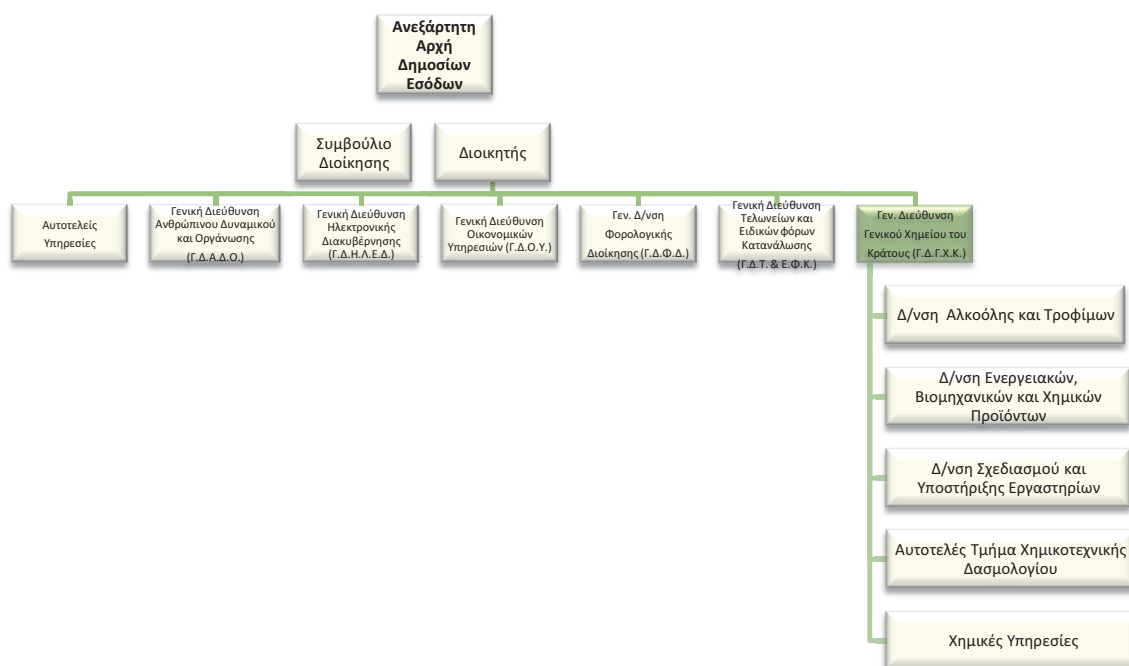 Ανεξάρτητη
Αρχή
Δημοσίων
Εσόδων
Συμβούλιο
Διοίκησης
Διοικητής
Αυτοτελείς
Υπηρεσίες
Γενική Διεύθυνση
Ανθρώπινου Δυναμικού
και Οργάνωσης
(Γ.Δ.Α.Δ.Ο.)
Γενική Διεύθυνση
Ηλεκτρονικής
Διακυβέρνησης
(Γ.Δ.Η.Λ.Ε.Δ.)
Γενική Διεύθυνση
Οικονομικών
Υπηρεσιών (Γ.Δ.Ο.Υ.)
Γεν. Δ/νση
Φορολογικής
Διοίκησης (Γ.Δ.Φ.Δ.)
Γενική Διεύθυνση
Τελωνείων και
Ειδικών φόρων
Κατανάλωσης
(Γ.Δ.Τ. & Ε.Φ.Κ.)
Γεν. Διεύθυνση
Γενικού Χημείου του
Κράτους (Γ.Δ.Γ.Χ.Κ.)
Δ/νση Αλκοόλης και Τροφίμων
Δ/νση Ενεργειακών,
Βιομηχανικών και Χημικών
Προϊόντων
Δ/νση Σχεδιασμού και
Υποστήριξης Εργαστηρίων
Αυτοτελές Τμήμα Χημικοτεχνικής
Δασμολογίου
Χημικές Υπηρεσίες